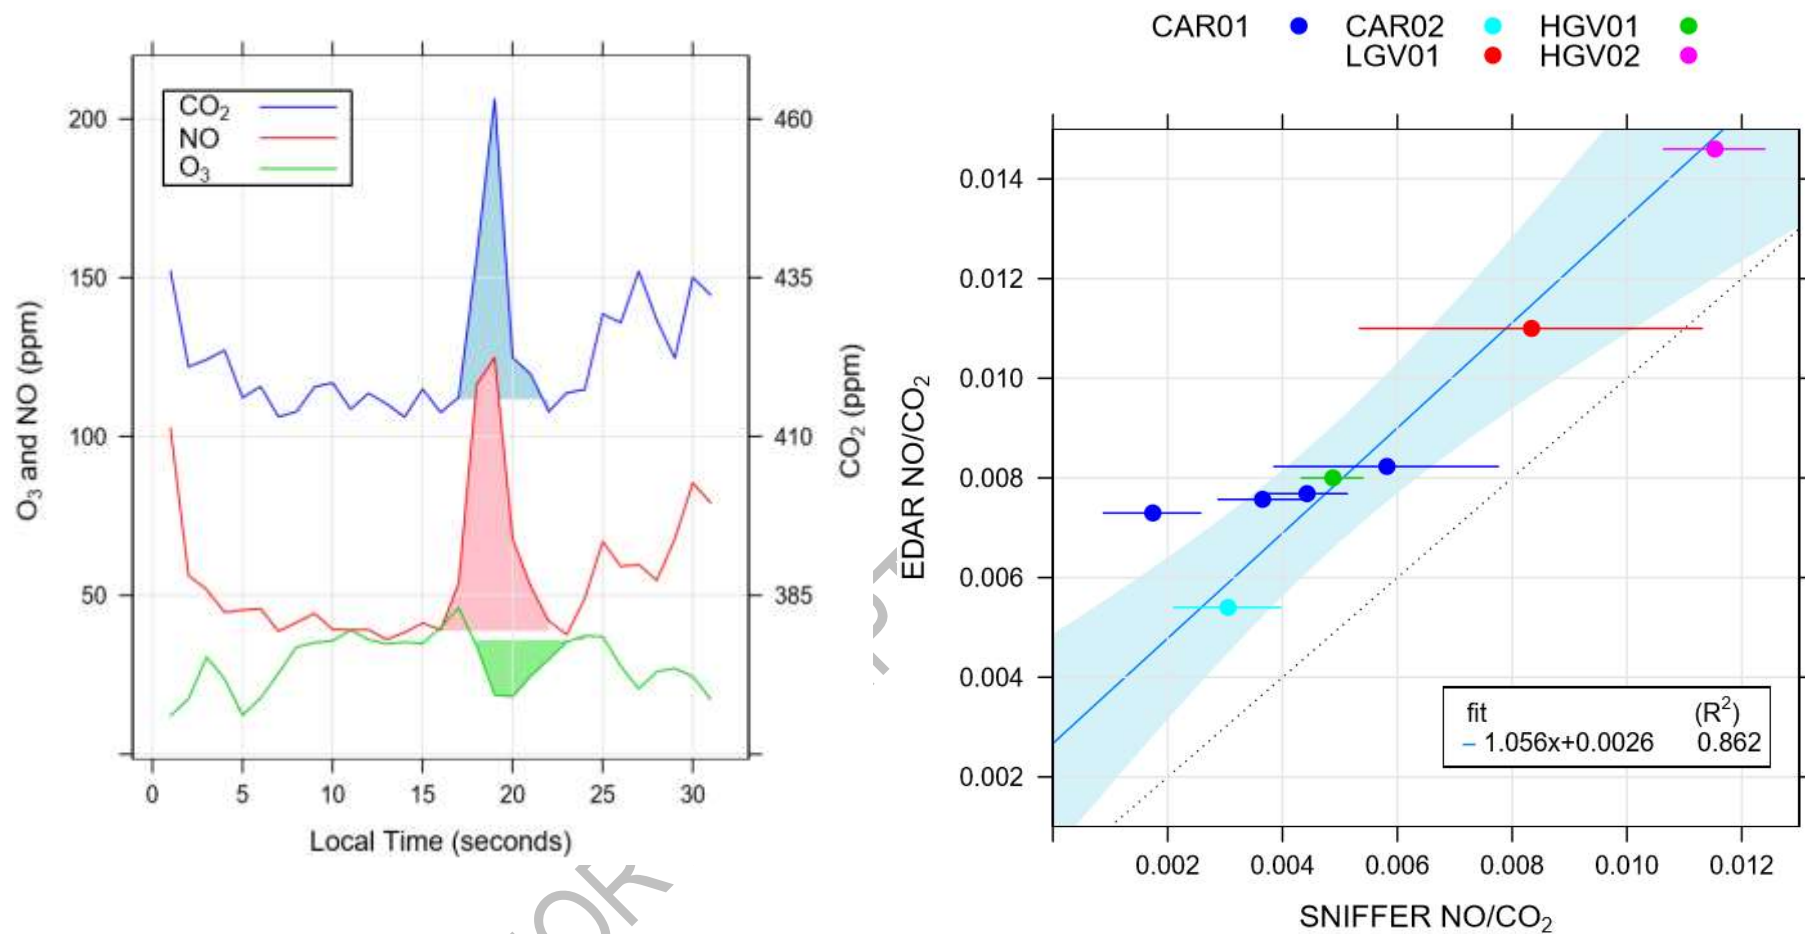 CO₂
NO
O₃
200
150
100
50
460
435
410
385
O₃ and NO (ppm)
CO₂ (ppm)
0 5 10 15 20 25 30
Local Time (seconds)
CAR01 CAR02 HGV01
LGV01 HGV02
0.014
0.012
0.010
0.008
0.006
0.004
0.002
EDAR NO/CO₂
fit (R²)
1.056x+0.0026 0.862
0.002 0.004 0.006 0.008 0.010 0.012
SNIFFER NO/CO₂